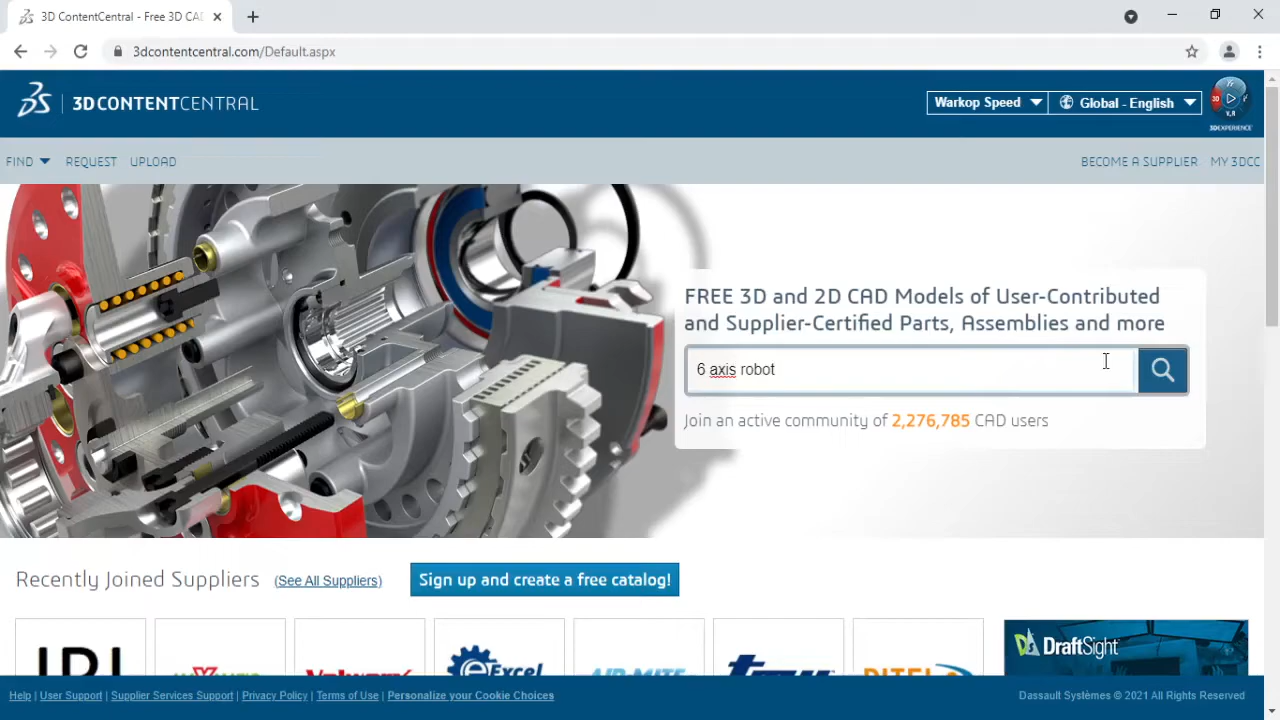 3D ContentCentral - Free 3D CAD
3dcontentcentral.com/Default.aspx
3DCONTENTCENTRAL
Warkop Speed
Global - English
3DEXPERIENCE
FIND REQUEST UPLOAD
BECOME A SUPPLIER MY 3DCC
FREE 3D and 2D CAD Models of User-Contributed
and Supplier-Certified Parts, Assemblies and more
6 axis robot
Join an active community of 2,276,785 CAD users
Recently Joined Suppliers (See All Suppliers) Sign up and create a free catalog!
Excel
AIR-MITE
DraftSight
Help | User Support | Supplier Services Support | Privacy Policy | Terms of Use | Personalize your Cookie Choices
Dassault Systèmes © 2021 All Rights Reserved